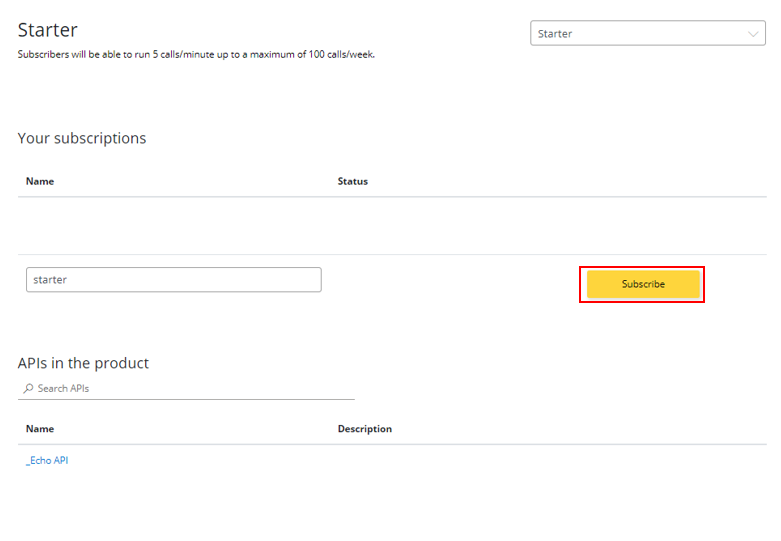 Starter
Starter
Subscribers will be able to run 5 calls/minute up to a maximum of 100 calls/week.
Your subscriptions
Name Status
starter Subscribe
APIs in the product
Search APIs
Name Description
_Echo API